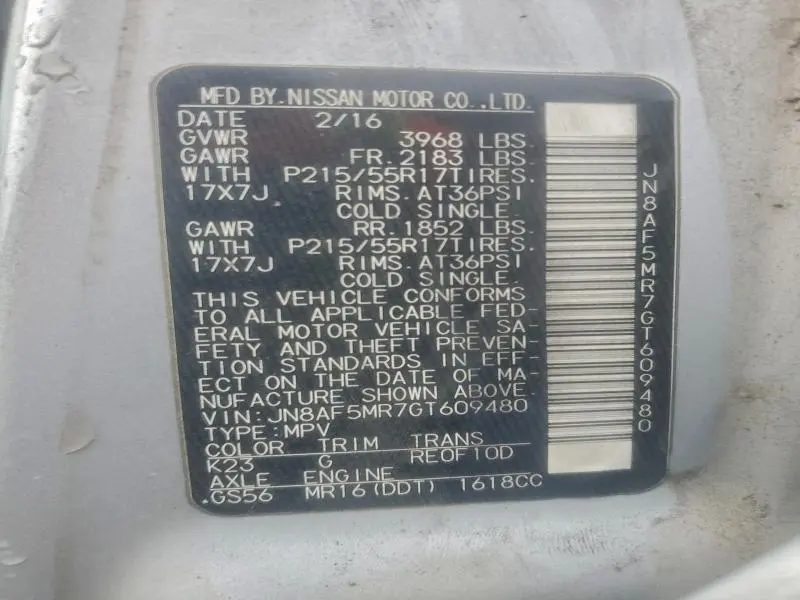 MFD BY.NISSAN MOTOR CO.,LTD.
DATE 2/16
GVWR 3968 LBS.
GAWR FR.2183 LBS.
WITH P215/55R17TIRES.
17X7J RIMS.AT36PSI
COLD SINGLE.
GAWR RR.1852 LBS.
WITH P215/55R17TIRES.
17X7J RIMS.AT36PSI
COLD SINGLE.
THIS VEHICLE CONFORMS
TO ALL APPLICABLE FED-
ERAL MOTOR VEHICLE SA-
FETY AND THEFT PREVEN-
TION STANDARDS IN EFF-
ECT ON THE DATE OF MA-
NUFACTURE SHOWN ABOVE.
VIN:JN8AF5MR7GT609480
TYPE:MPV
COLOR TRIM TRANS
K23 G RE0F10D
AXLE ENGINE
GS56 MR16(DDT) 1618CC
JN8AF5MR7GT609480